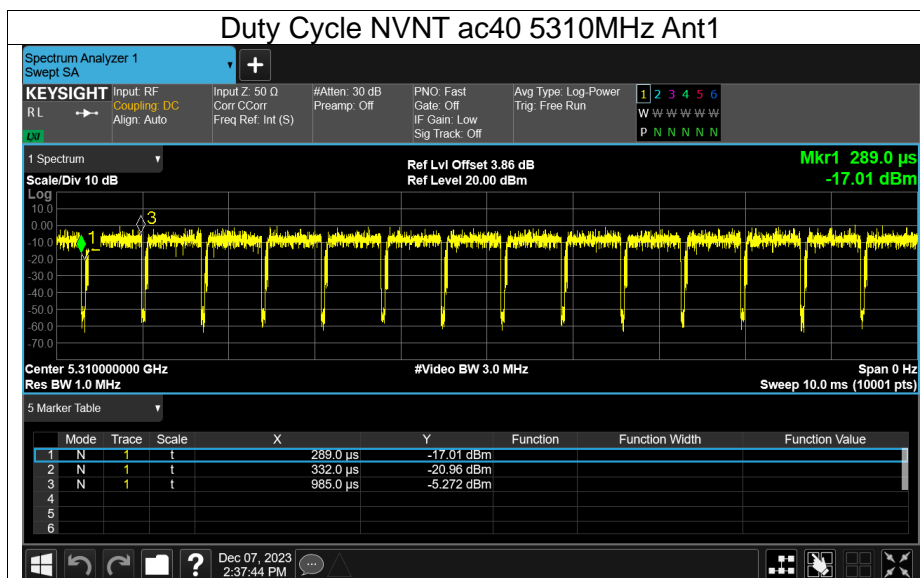 Duty Cycle NVNT ac40 5310MHz Ant1
Spectrum Analyzer 1
Swept SA
KEYSIGHT Input: RF Input Z: 50 Ω #Atten: 30 dB PNO: Fast Avg Type: Log-Power 1 2 3 4 5 6
R L Coupling: DC Corr CCorr Preamp: Off Gate: Off Trig: Free Run W W W W W W
Align: Auto Freq Ref: Int (S) IF Gain: Low
LXI Sig Track: Off P N N N N N
1 Spectrum Ref Lvl Offset 3.86 dB Mkr1 289.0 µs
Scale/Div 10 dB Ref Level 20.00 dBm -17.01 dBm
Log
10.0
0.00
-10.0
-20.0
-30.0
-40.0
-50.0
-60.0
-70.0
1
3
Center 5.310000000 GHz #Video BW 3.0 MHz Span 0 Hz
Res BW 1.0 MHz Sweep 10.0 ms (10001 pts)
5 Marker Table
Mode Trace Scale X Y Function Function Width Function Value
1 N 1 t 289.0 µs -17.01 dBm
2 N 1 t 332.0 µs -20.96 dBm
3 N 1 t 985.0 µs -5.272 dBm
4
5
6
? Dec 07, 2023
2:37:44 PM